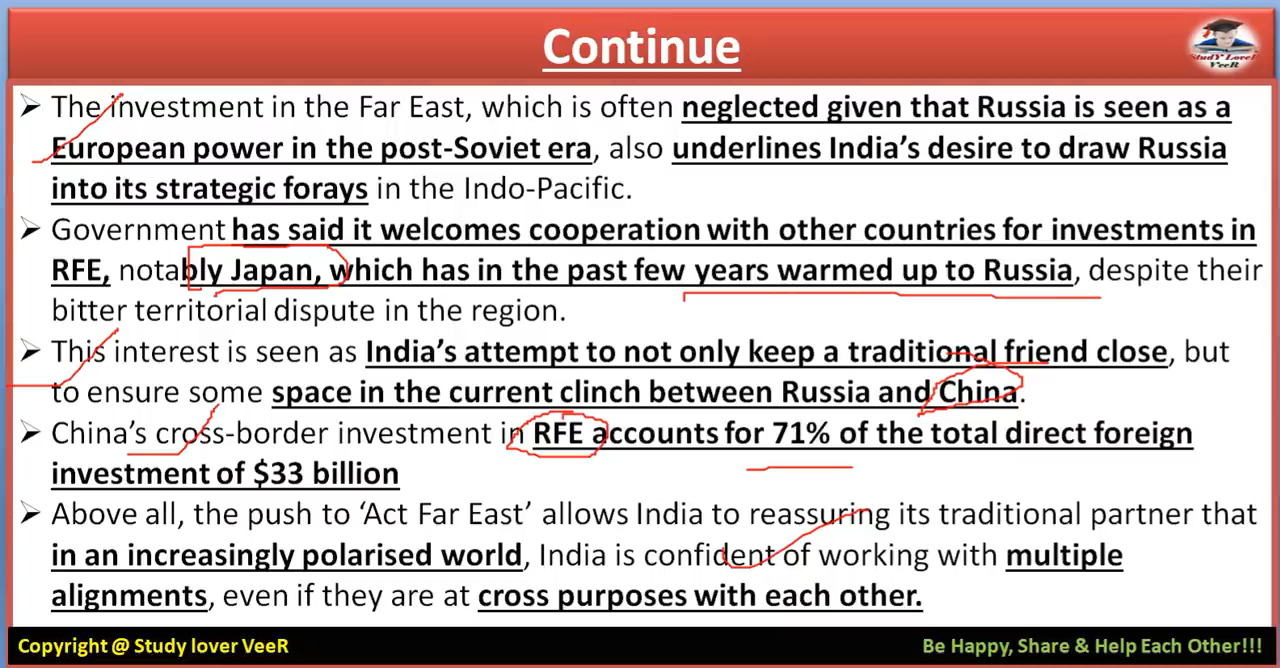 Continue
StudY LoveR
VeeR
➢ The investment in the Far East, which is often neglected given that Russia is seen as a
European power in the post-Soviet era, also underlines India's desire to draw Russia
into its strategic forays in the Indo-Pacific.
➢ Government has said it welcomes cooperation with other countries for investments in
RFE, notably Japan, which has in the past few years warmed up to Russia, despite their
bitter territorial dispute in the region.
➢ This interest is seen as India's attempt to not only keep a traditional friend close, but
to ensure some space in the current clinch between Russia and China.
➢ China's cross-border investment in RFE accounts for 71% of the total direct foreign
investment of $33 billion
➢ Above all, the push to 'Act Far East' allows India to reassuring its traditional partner that
in an increasingly polarised world, India is confident of working with multiple
alignments, even if they are at cross purposes with each other.
Copyright @ Study lover VeeR
Be Happy, Share & Help Each Other!!!